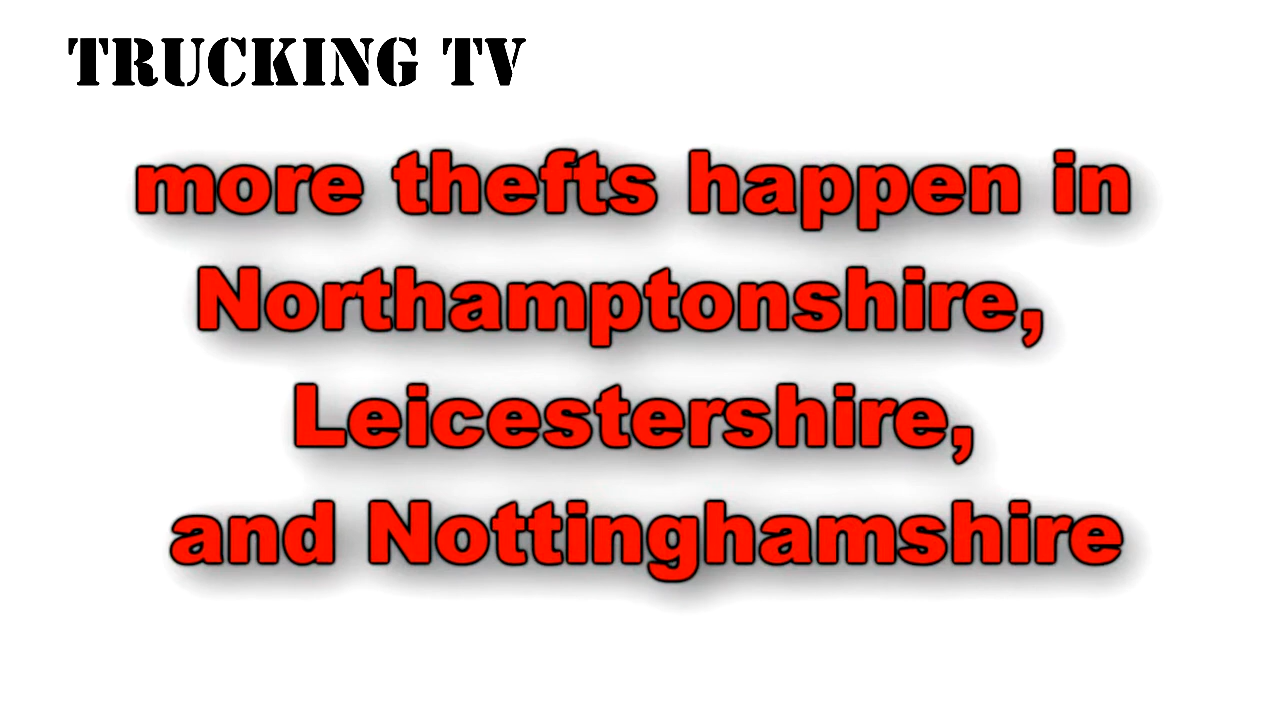 TRUCKING TV
more thefts happen in
Northamptonshire,
Leicestershire,
and Nottinghamshire